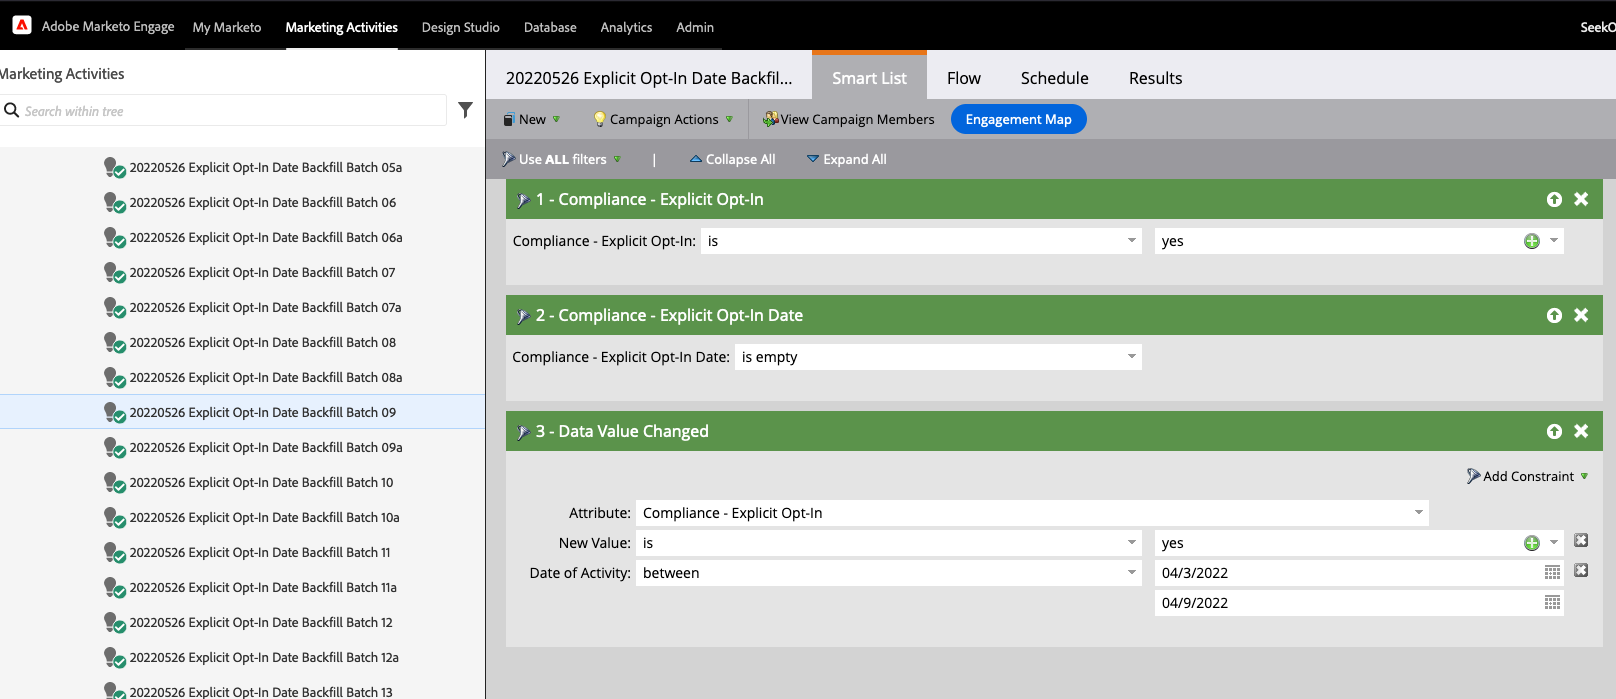 Adobe Marketo Engage My Marketo Marketing Activities Design Studio Database Analytics Admin SeekO
Marketing Activities
Search within tree
20220526 Explicit Opt-In Date Backfill Batch 05a
20220526 Explicit Opt-In Date Backfill Batch 06
20220526 Explicit Opt-In Date Backfill Batch 06a
20220526 Explicit Opt-In Date Backfill Batch 07
20220526 Explicit Opt-In Date Backfill Batch 07a
20220526 Explicit Opt-In Date Backfill Batch 08
20220526 Explicit Opt-In Date Backfill Batch 08a
20220526 Explicit Opt-In Date Backfill Batch 09
20220526 Explicit Opt-In Date Backfill Batch 09a
20220526 Explicit Opt-In Date Backfill Batch 10
20220526 Explicit Opt-In Date Backfill Batch 10a
20220526 Explicit Opt-In Date Backfill Batch 11
20220526 Explicit Opt-In Date Backfill Batch 11a
20220526 Explicit Opt-In Date Backfill Batch 12
20220526 Explicit Opt-In Date Backfill Batch 12a
20220526 Explicit Opt-In Date Backfill Batch 13
20220526 Explicit Opt-In Date Backfil... Smart List Flow Schedule Results
New Campaign Actions View Campaign Members Engagement Map
Use ALL filters | Collapse All Expand All
1 - Compliance - Explicit Opt-In
Compliance - Explicit Opt-In: is yes
2 - Compliance - Explicit Opt-In Date
Compliance - Explicit Opt-In Date: is empty
3 - Data Value Changed
Add Constraint
Attribute: Compliance - Explicit Opt-In
New Value: is yes
Date of Activity: between 04/3/2022
04/9/2022